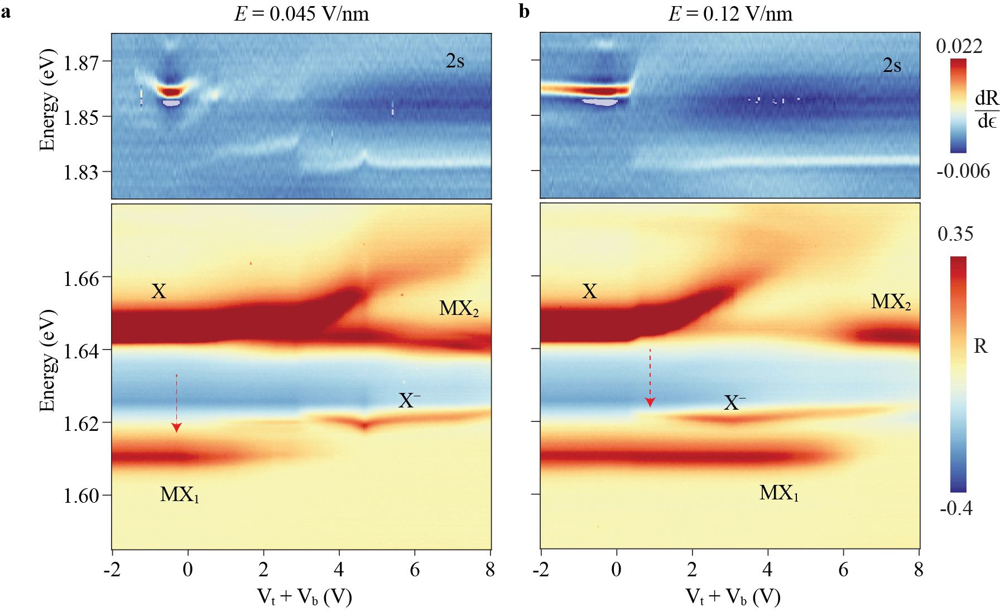 a
E = 0.045 V/nm
b
E = 0.12 V/nm
Energy (eV)
1.87
1.85
1.83
2s
2s
0.022
dR
dϵ
-0.006
Energy (eV)
1.66
1.64
1.62
1.60
X
MX₂
X⁻
MX₁
X
MX₂
X⁻
MX₁
0.35
R
-0.4
-2 0 2 4 6 8
Vₜ + V_b (V)
-2 0 2 4 6 8
Vₜ + V_b (V)